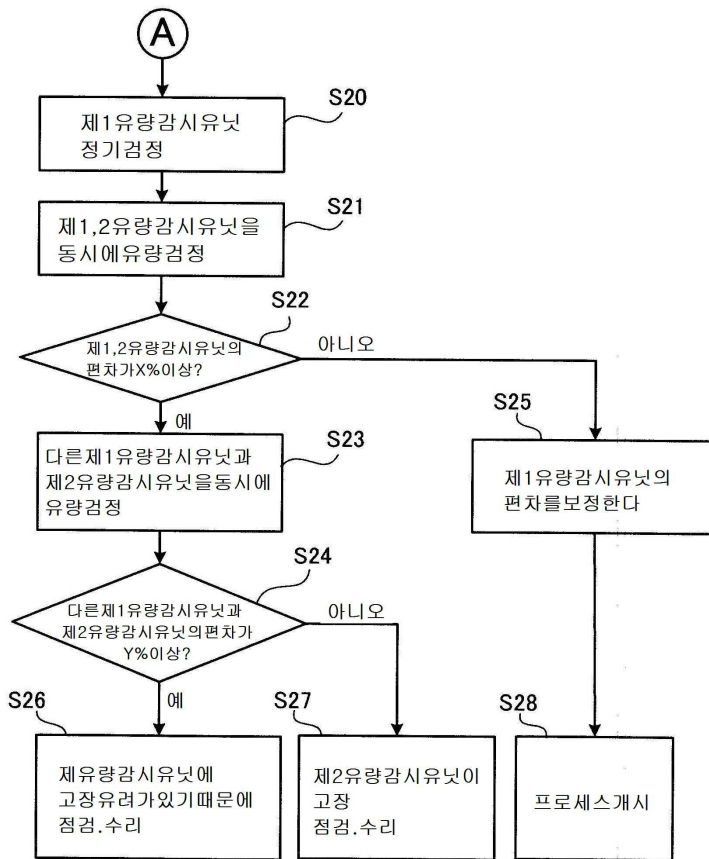 A
S20
제1유량감시유닛
정기검정
S21
제1,2유량감시유닛을
동시에유량검정
S22
제1,2유량감시유닛의
편차가X%이상?
아니오
예
S23
다른제1유량감시유닛과
제2유량감시유닛을동시에
유량검정
S25
제1유량감시유닛의
편차를보정한다
S24
다른제1유량감시유닛과
제2유량감시유닛의편차가
Y%이상?
아니오
예
S26
제유량감시유닛에
고장유려가있기때문에
점검.수리
S27
제2유량감시유닛이
고장
점검.수리
S28
프로세스개시